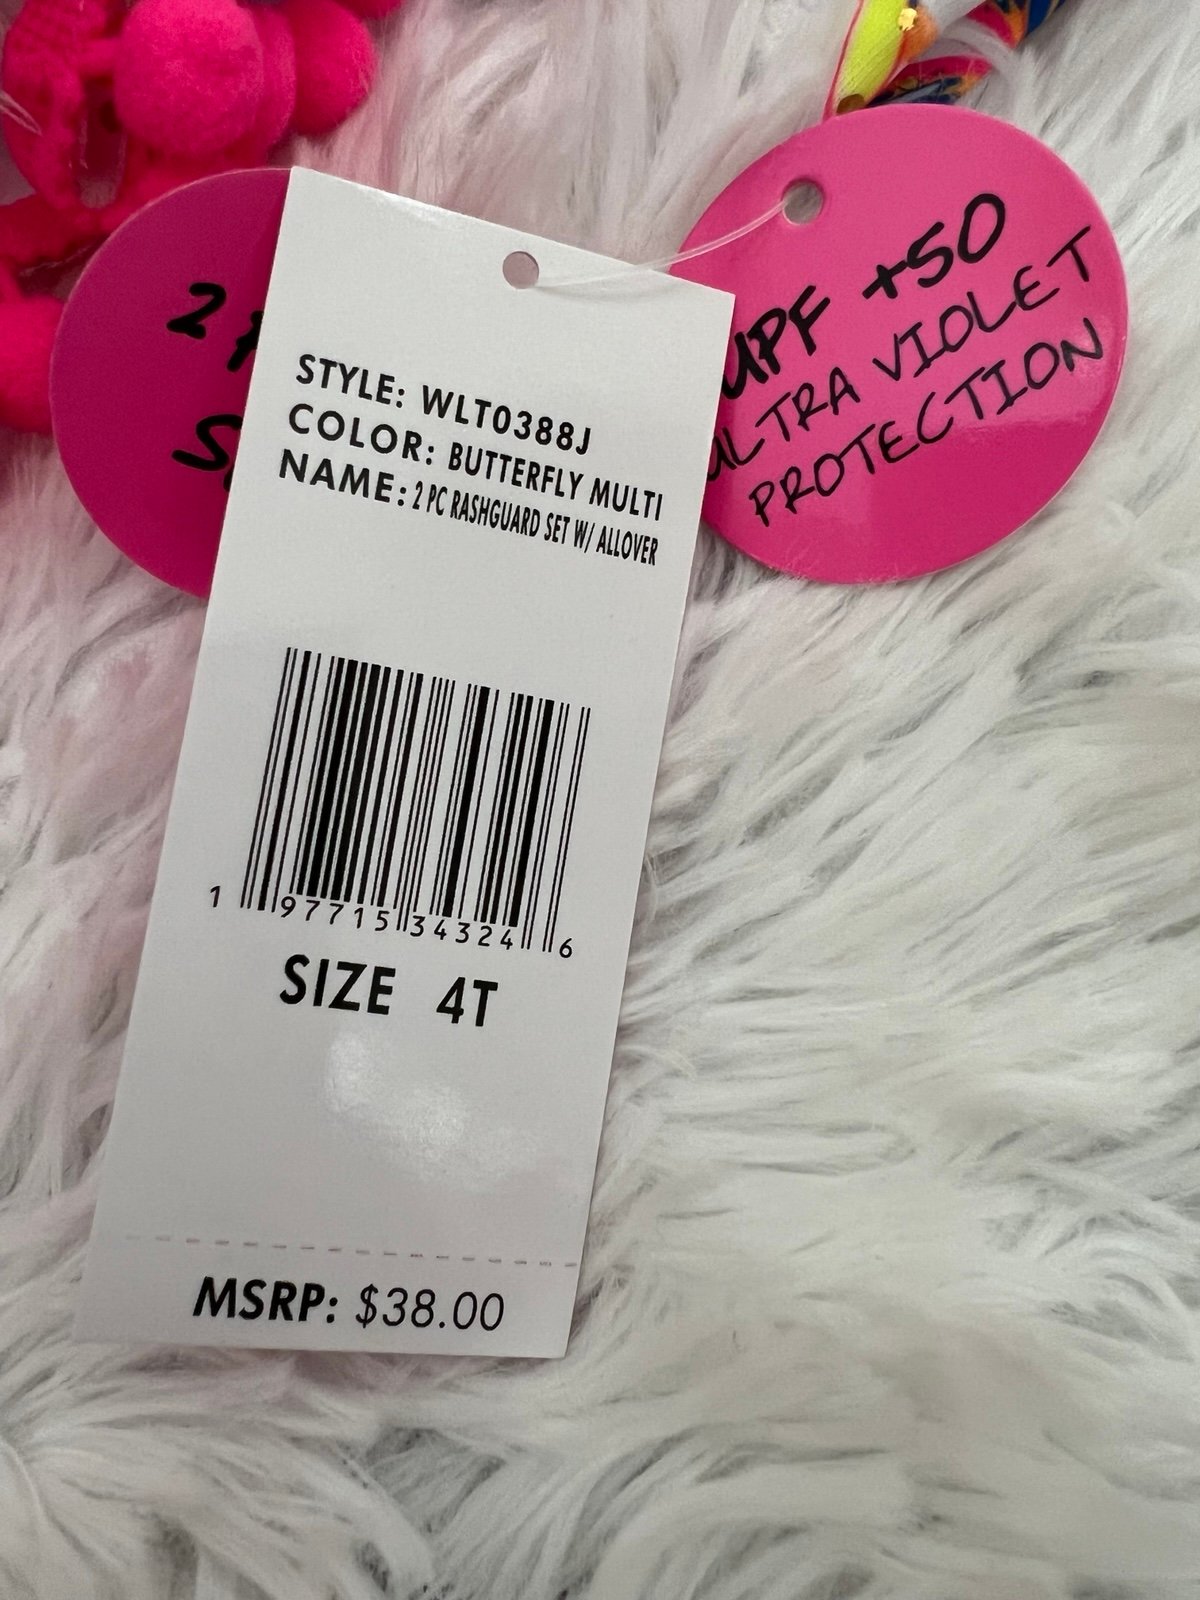 STYLE: WLT0388J
COLOR: BUTTERFLY MULTI
NAME: 2 PC RASHGUARD SET W/ ALLOVER
1 97715 34324 6
SIZE 4T
MSRP: $38.00
2
UPF +50
ULTRA VIOLET
PROTECTION